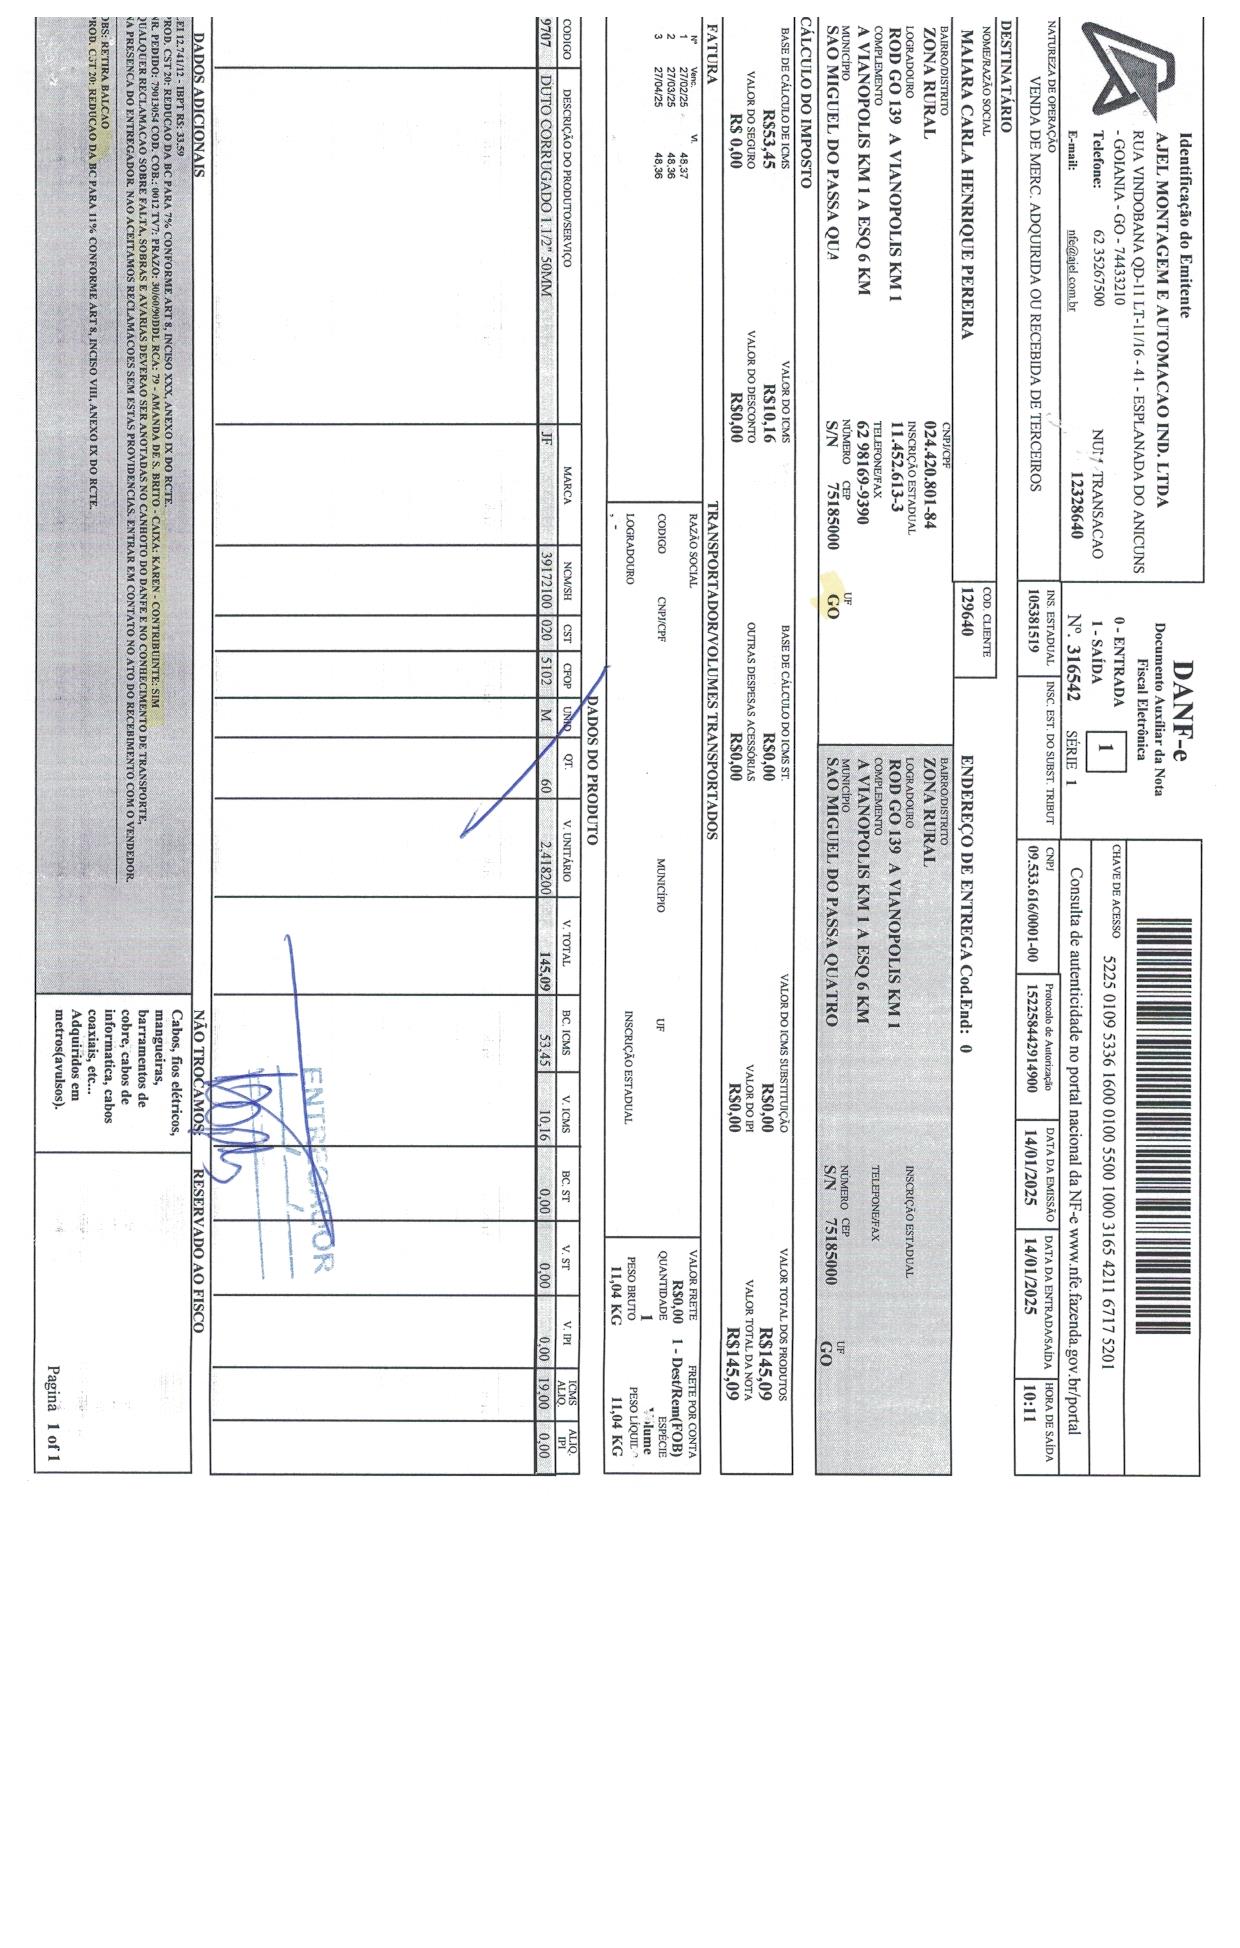 Identificação do Emitente
AJEL MONTAGEM E AUTOMACAO IND. LTDA
RUA VINDOBANA QD-11 LT-11/16 - 41 - ESPLANADA DO ANICUNS
- GOIANIA - GO - 74433210
Telefone: 62 35267500
TRANSACAO
E-mail: nfe@ajel.com.br
12328640
DANF-e
Documento Auxiliar da Nota
Fiscal Eletrônica
0 - ENTRADA
1 - SAÍDA
1
Nº. 316542 SÉRIE 1
CHAVE DE ACESSO 5225 0109 5336 1600 0100 5500 1000 3165 4211 6717 5201
Consulta de autenticidade no portal nacional da NF-e www.nfe.fazenda.gov.br/portal
NATUREZA DE OPERAÇÃO
VENDA DE MERC. ADQUIRIDA OU RECEBIDA DE TERCEIROS
INS. ESTADUAL INSC. EST. DO SUBST. TRIBUT
105381519
CNPJ Protocolo de Autorização DATA DA EMISSÃO DATA DA ENTRADA/SAÍDA HORA DE SAÍDA
09.533.616/0001-00 152258442914900 14/01/2025 14/01/2025 10:11
DESTINATÁRIO
NOME/RAZÃO SOCIAL COD. CLIENTE
MAIARA CARLA HENRIQUE PEREIRA 129640
ENDEREÇO DE ENTREGA Cod.End: 0
BAIRRO/DISTRITO CNPJ/CPF
ZONA RURAL 024.420.801-84
LOGRADOURO INSCRIÇÃO ESTADUAL
ROD GO 139 A VIANOPOLIS KM 1 11.452.613-3
COMPLEMENTO TELEFONE/FAX
A VIANOPOLIS KM 1 A ESQ 6 KM 62 98169-9390
MUNICÍPIO NÚMERO CEP UF
SAO MIGUEL DO PASSA QUA S/N 75185000 GO
BAIRRO/DISTRITO
ZONA RURAL
LOGRADOURO INSCRIÇÃO ESTADUAL
ROD GO 139 A VIANOPOLIS KM 1
COMPLEMENTO TELEFONE/FAX
A VIANOPOLIS KM 1 A ESQ 6 KM
MUNICÍPIO NÚMERO CEP UF
SAO MIGUEL DO PASSA QUATRO S/N 75185000 GO
CÁLCULO DO IMPOSTO
BASE DE CÁLCULO DE ICMS VALOR DO ICMS BASE DE CÁLCULO DO ICMS ST. VALOR DO ICMS SUBSTITUIÇÃO VALOR TOTAL DOS PRODUTOS
R$53,45 R$10,16 R$0,00 R$0,00 R$145,09
VALOR DO SEGURO VALOR DO DESCONTO OUTRAS DESPESAS ACESSÓRIAS VALOR DO IPI VALOR TOTAL DA NOTA
R$ 0,00 R$0,00 R$0,00 R$0,00 R$145,09
FATURA
Nº Venc. Vl.
1 27/02/25 48,37
2 27/03/25 48,36
3 27/04/25 48,36
TRANSPORTADOR/VOLUMES TRANSPORTADOS
RAZÃO SOCIAL VALOR FRETE FRETE POR CONTA
R$0,00 1 - Dest/Rem(FOB)
CODIGO CNPJ/CPF MUNICÍPIO UF QUANTIDADE ESPÉCIE
1
LOGRADOURO INSCRIÇÃO ESTADUAL PESO BRUTO
, -
11,04 KG 11,04 KG
DADOS DO PRODUTO
CODIGO DESCRIÇÃO DO PRODUTO/SERVIÇO MARCA NCM/SH CST CFOP UNID QT. V. UNITÁRIO V. TOTAL BC. ICMS V. ICMS BC. ST V. ST V. IPI ICMS ALIQ. ALIQ. IPI
9707 DUTO CORRUGADO 1.1/2" 50MM JF 39172100 020 5102 M 60 2,418200 145,09 53,45 10,16 0,00 0,00 0,00 19,00 0,00
ENTREGADOR
DADOS ADICIONAIS
EI 12.741/12 - IBPT R$: 33.59
ROD. CST 20: REDUCAO DA BC PARA 7% CONFORME ART 8, INCISO XXX, ANEXO IX DO RCTE.
NR. PEDIDO: 79013054 COD. COB.: 0012 TV7: PRAZO: 30/60/90DDL RCA: 79 - AMANDA DE S. BRITO - CAIXA: KAREN - CONTRIBUINTE: SIM
QUALQUER RECLAMACAO SOBRE FALTA, SOBRAS E AVARIAS DEVERAO SER ANOTADAS NO CANHOTO DO DANFE E NO CONHECIMENTO DE TRANSPORTE,
NA PRESENCA DO ENTREGADOR. NAO ACEITAMOS RECLAMACOES SEM ESTAS PROVIDENCIAS. ENTRAR EM CONTATO NO ATO DO RECEBIMENTO COM O VENDEDOR.
OBS: RETIRA BALCAO
ROD. CST 20: REDUCAO DA BC PARA 11% CONFORME ART 8, INCISO VIII, ANEXO IX DO RCTE.
NÃO TROCAMOS:
Cabos, fios elétricos,
mangueiras,
barramentos de
cobre, cabos de
informatica, cabos
coaxiais, etc...
Adquiridos em
metros(avulsos).
RESERVADO AO FISCO
Pagina 1 of 1